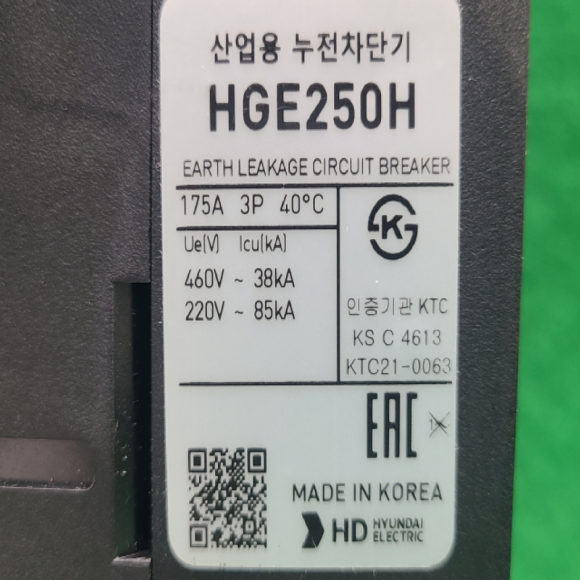 산업용 누전차단기
HGE250H
EARTH LEAKAGE CIRCUIT BREAKER
175A 3P 40°C
Ue(V) Icu(kA)
460V ~ 38kA
220V ~ 85kA
K
인증기관 KTC
KS C 4613
KTC21-0063
EAC
MADE IN KOREA
HD HYUNDAI
ELECTRIC